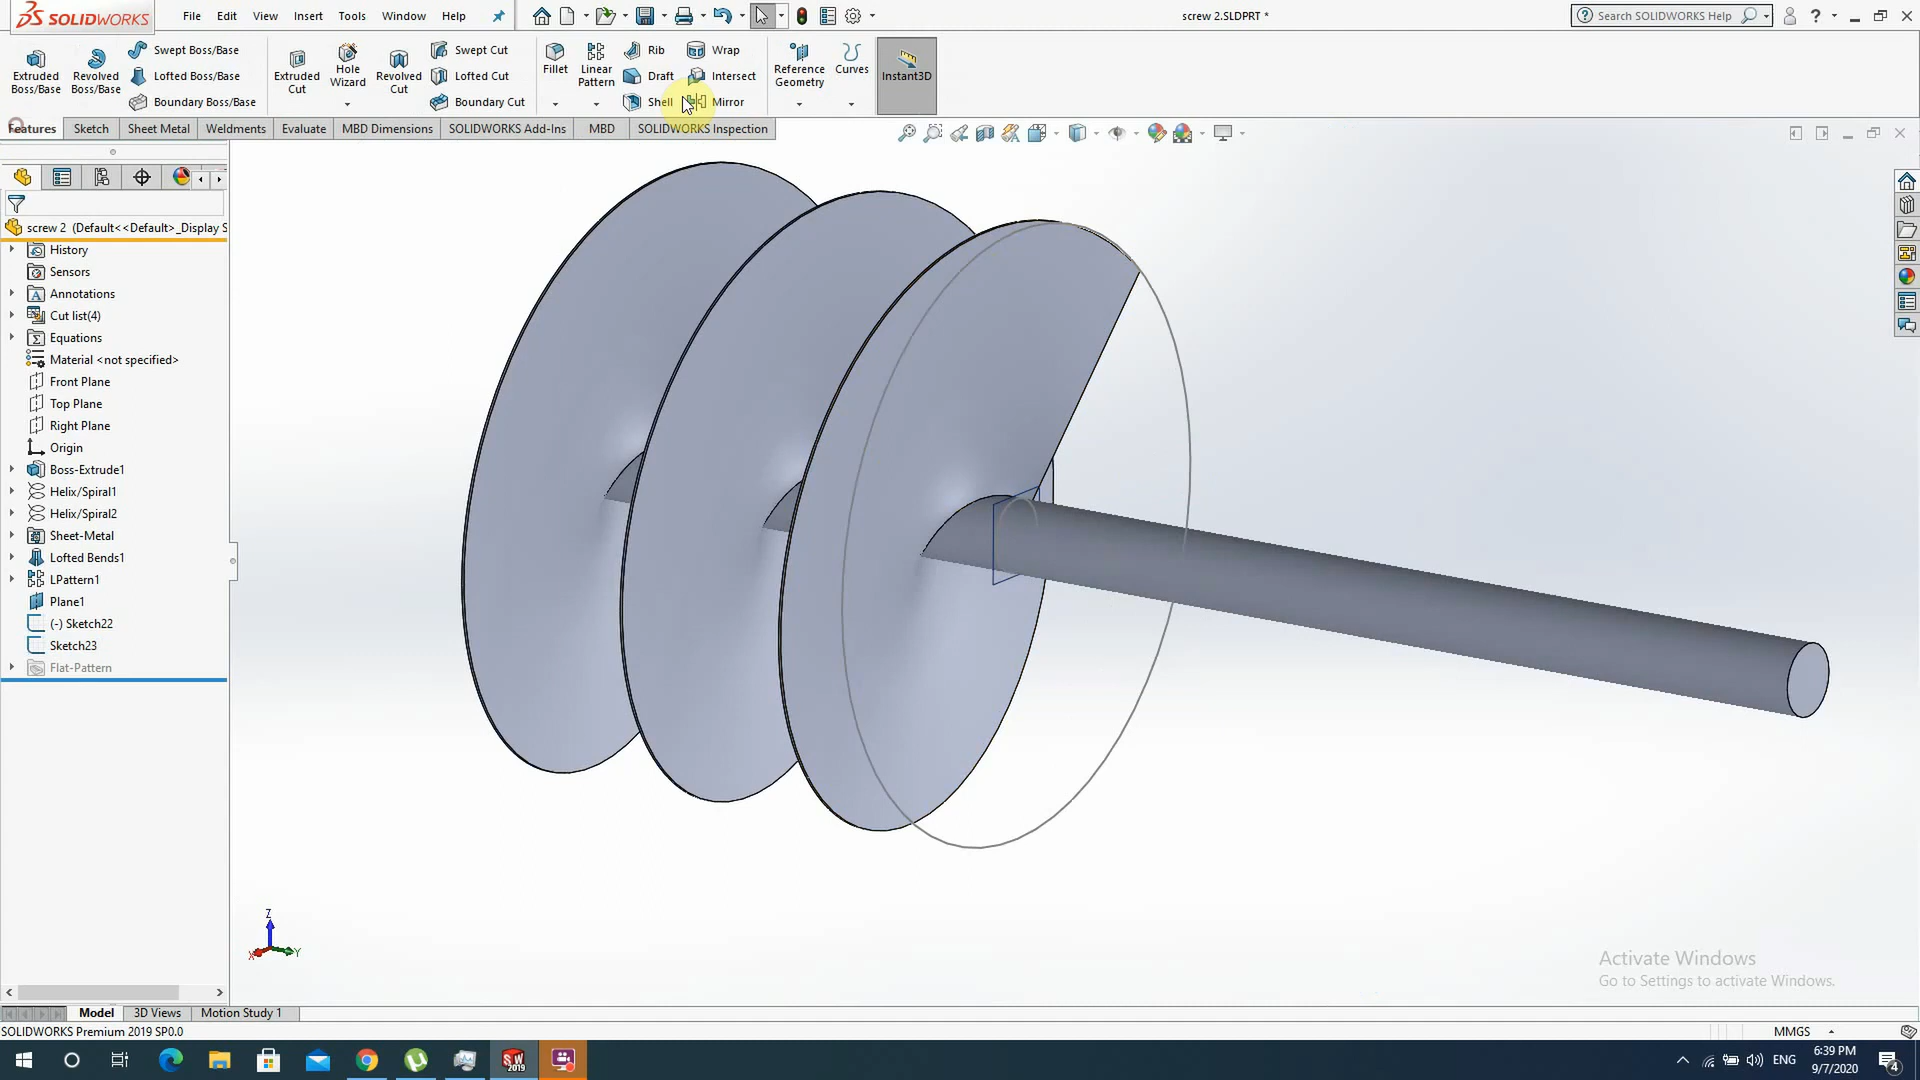 SOLIDWORKS File Edit View Insert Tools Window Help screw 2.SLDPRT * Search SOLIDWORKS Help ?
Extruded Boss/Base
Revolved Boss/Base
Swept Boss/Base
Lofted Boss/Base
Boundary Boss/Base
Extruded Cut
Hole Wizard
Revolved Cut
Swept Cut
Lofted Cut
Boundary Cut
Fillet
Linear Pattern
Rib
Draft
Shell
Wrap
Intersect
Mirror
Reference Geometry
Curves
Instant3D
Features Sketch Sheet Metal Weldments Evaluate MBD Dimensions SOLIDWORKS Add-Ins MBD SOLIDWORKS Inspection
screw 2 (Default<<Default>_Display S
History
Sensors
Annotations
Cut list(4)
Equations
Material <not specified>
Front Plane
Top Plane
Right Plane
Origin
Boss-Extrude1
Helix/Spiral1
Helix/Spiral2
Sheet-Metal
Lofted Bends1
LPattern1
Plane1
(-) Sketch22
Sketch23
Flat-Pattern
Z
X Y
Activate Windows
Go to Settings to activate Windows.
Model 3D Views Motion Study 1
SOLIDWORKS Premium 2019 SP0.0 MMGS
ENG
6:39 PM
9/7/2020
4
SW
2019